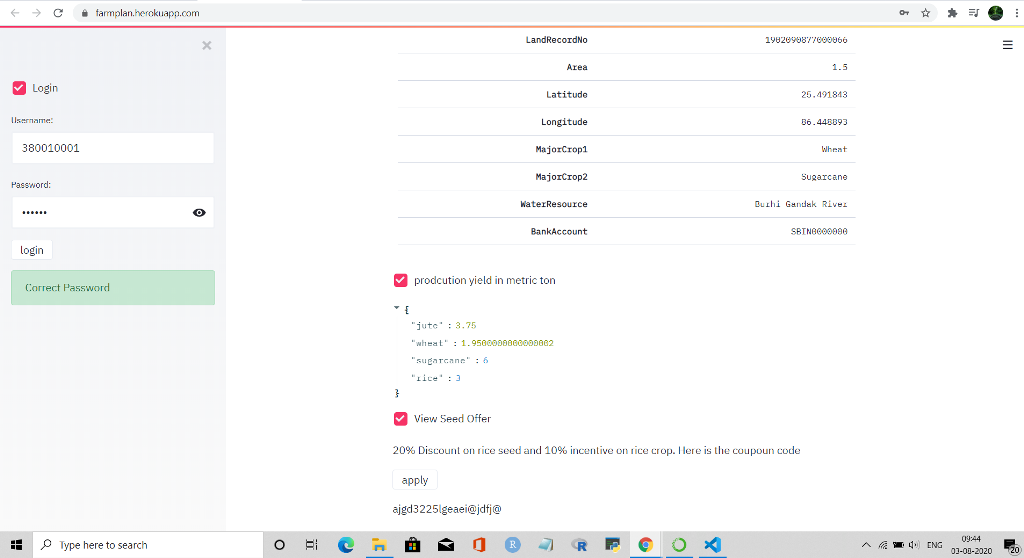 farmplan.herokuapp.com
Login
Username:
380010001
Password:
••••••
login
Correct Password
LandRecordNo 1902090877000066
Area 1.5
Latitude 25.491843
Longitude 86.448893
MajorCrop1 Wheat
MajorCrop2 Sugarcane
WaterResource Burhi Gandak River
BankAccount SBIN0000000
prodcution yield in metric ton
{
"jute" : 3.75
"wheat" : 1.9500000000000002
"sugarcane" : 6
"rice" : 3
}
View Seed Offer
20% Discount on rice seed and 10% incentive on rice crop. Here is the coupoun code
apply
ajgd3225lgeaei@jdfj@
Type here to search
ENG
09:44
03-08-2020
20